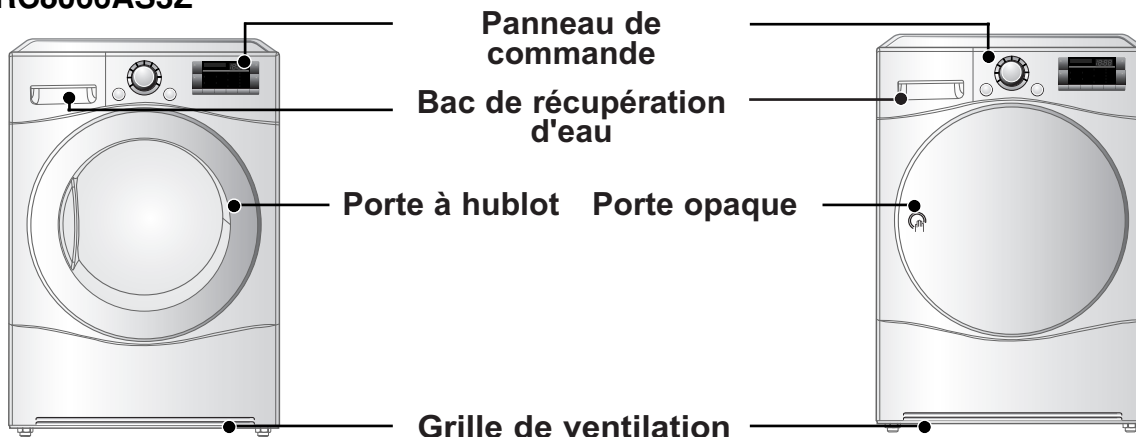 Panneau de
commande
Bac de récupération
d'eau
Porte à hublot Porte opaque
Grille de ventilation